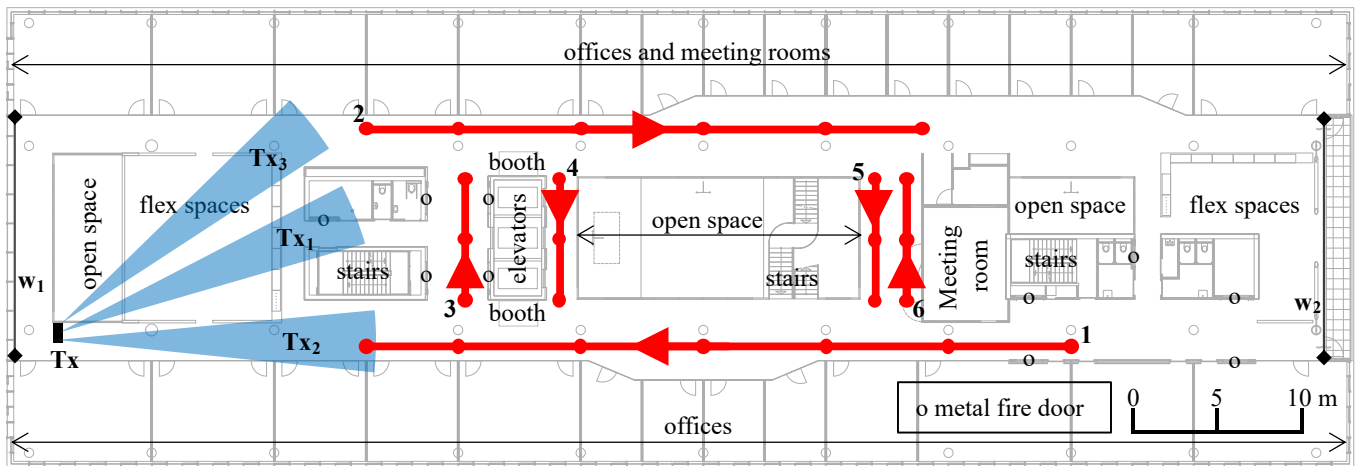 offices and meeting rooms
2
Tx₃
booth
4
5
open space
flex spaces
elevators
open space
open space
flex spaces
Tx₁
stairs
stairs
Meeting
room
stairs
w₁
3
booth
6
w₂
Tx
Tx₂
1
o metal fire door
0 5 10 m
offices
o
o
o
o
o
o
o
o
o
o